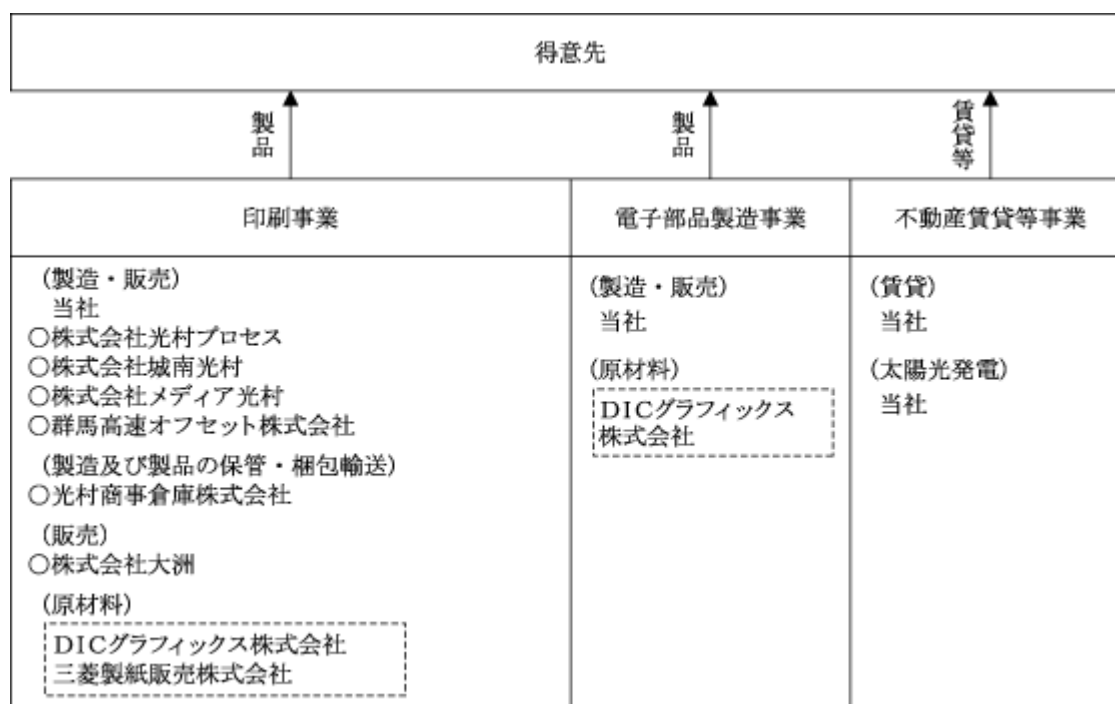 得意先
製品
製品
賃貸等
印刷事業
電子部品製造事業
不動産賃貸等事業
(製造・販売)
当社
○株式会社光村プロセス
○株式会社城南光村
○株式会社メディア光村
○群馬高速オフセット株式会社
(製造及び製品の保管・梱包輸送)
○光村商事倉庫株式会社
(販売)
○株式会社大洲
(原材料)
DICグラフィックス株式会社
三菱製紙販売株式会社
(製造・販売)
当社
(原材料)
DICグラフィックス
株式会社
(賃貸)
当社
(太陽光発電)
当社